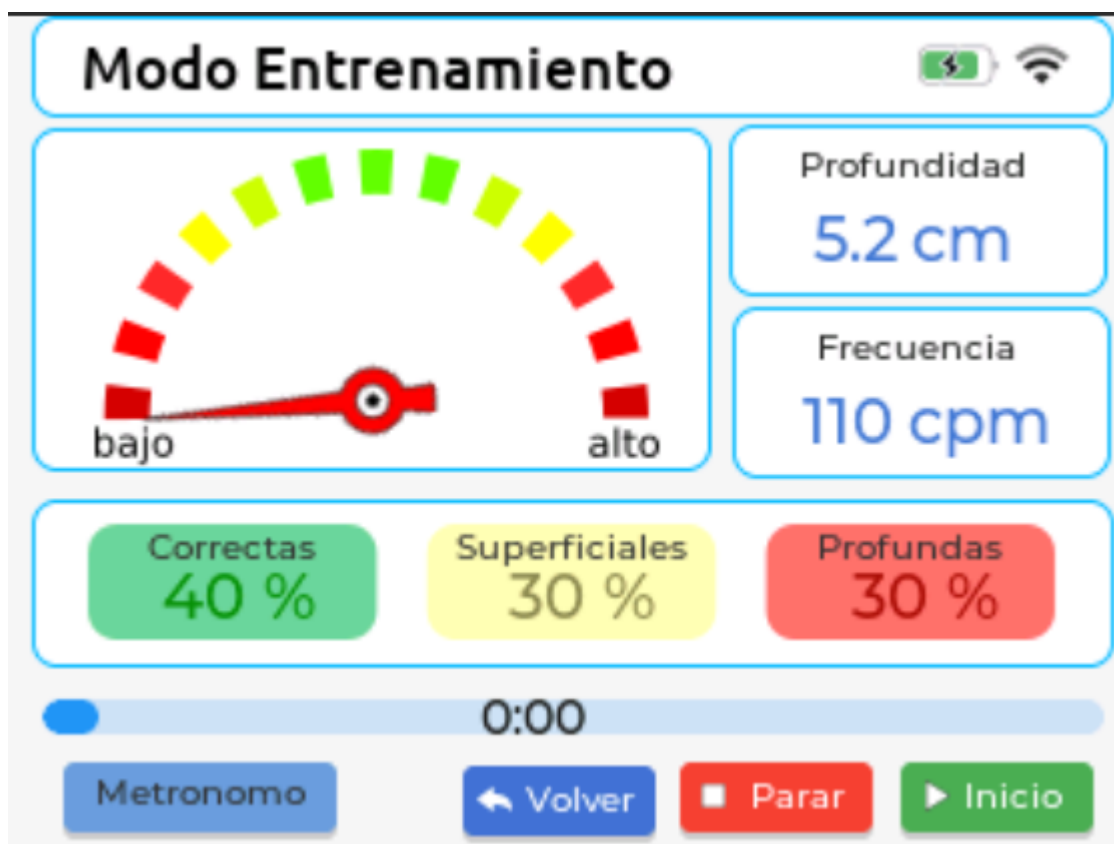 Modo Entrenamiento
Profundidad
5.2 cm
Frecuencia
110 cpm
bajo
alto
Correctas
40 %
Superficiales
30 %
Profundas
30 %
0:00
Metronomo
Volver
Parar
Inicio